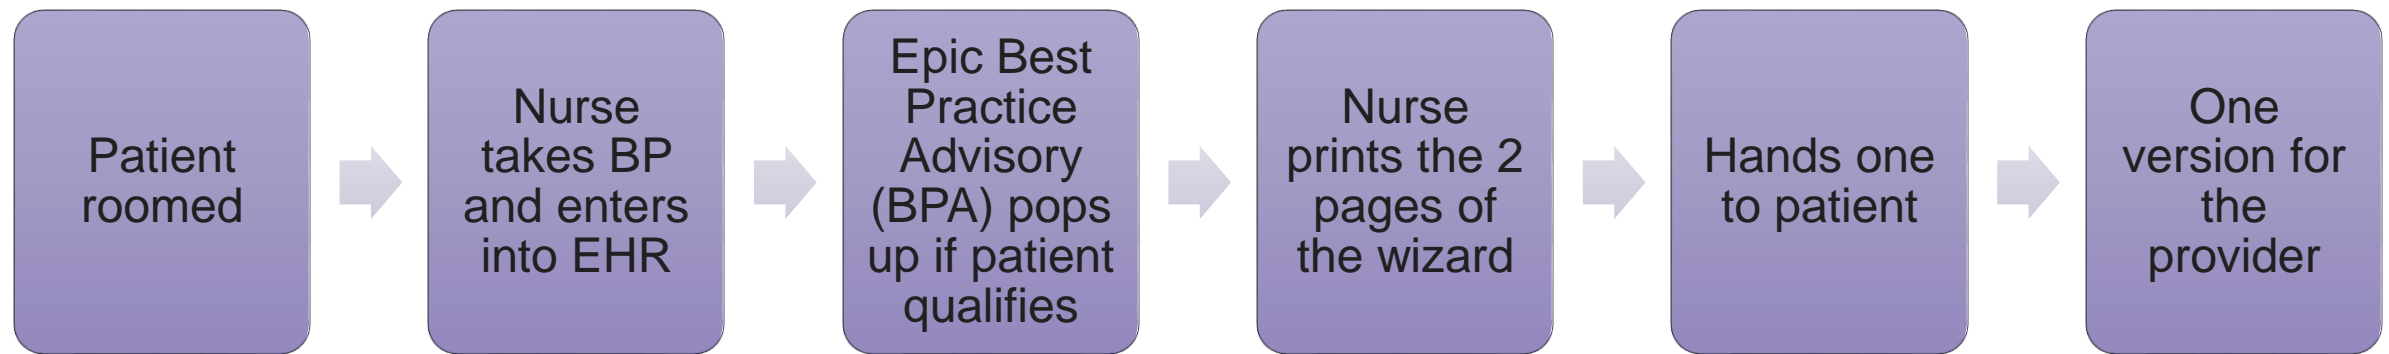 Patient
roomed
Nurse
takes BP
and enters
into EHR
Epic Best
Practice
Advisory
(BPA) pops
up if patient
qualifies
Nurse
prints the 2
pages of
the wizard
Hands one
to patient
One
version for
the
provider